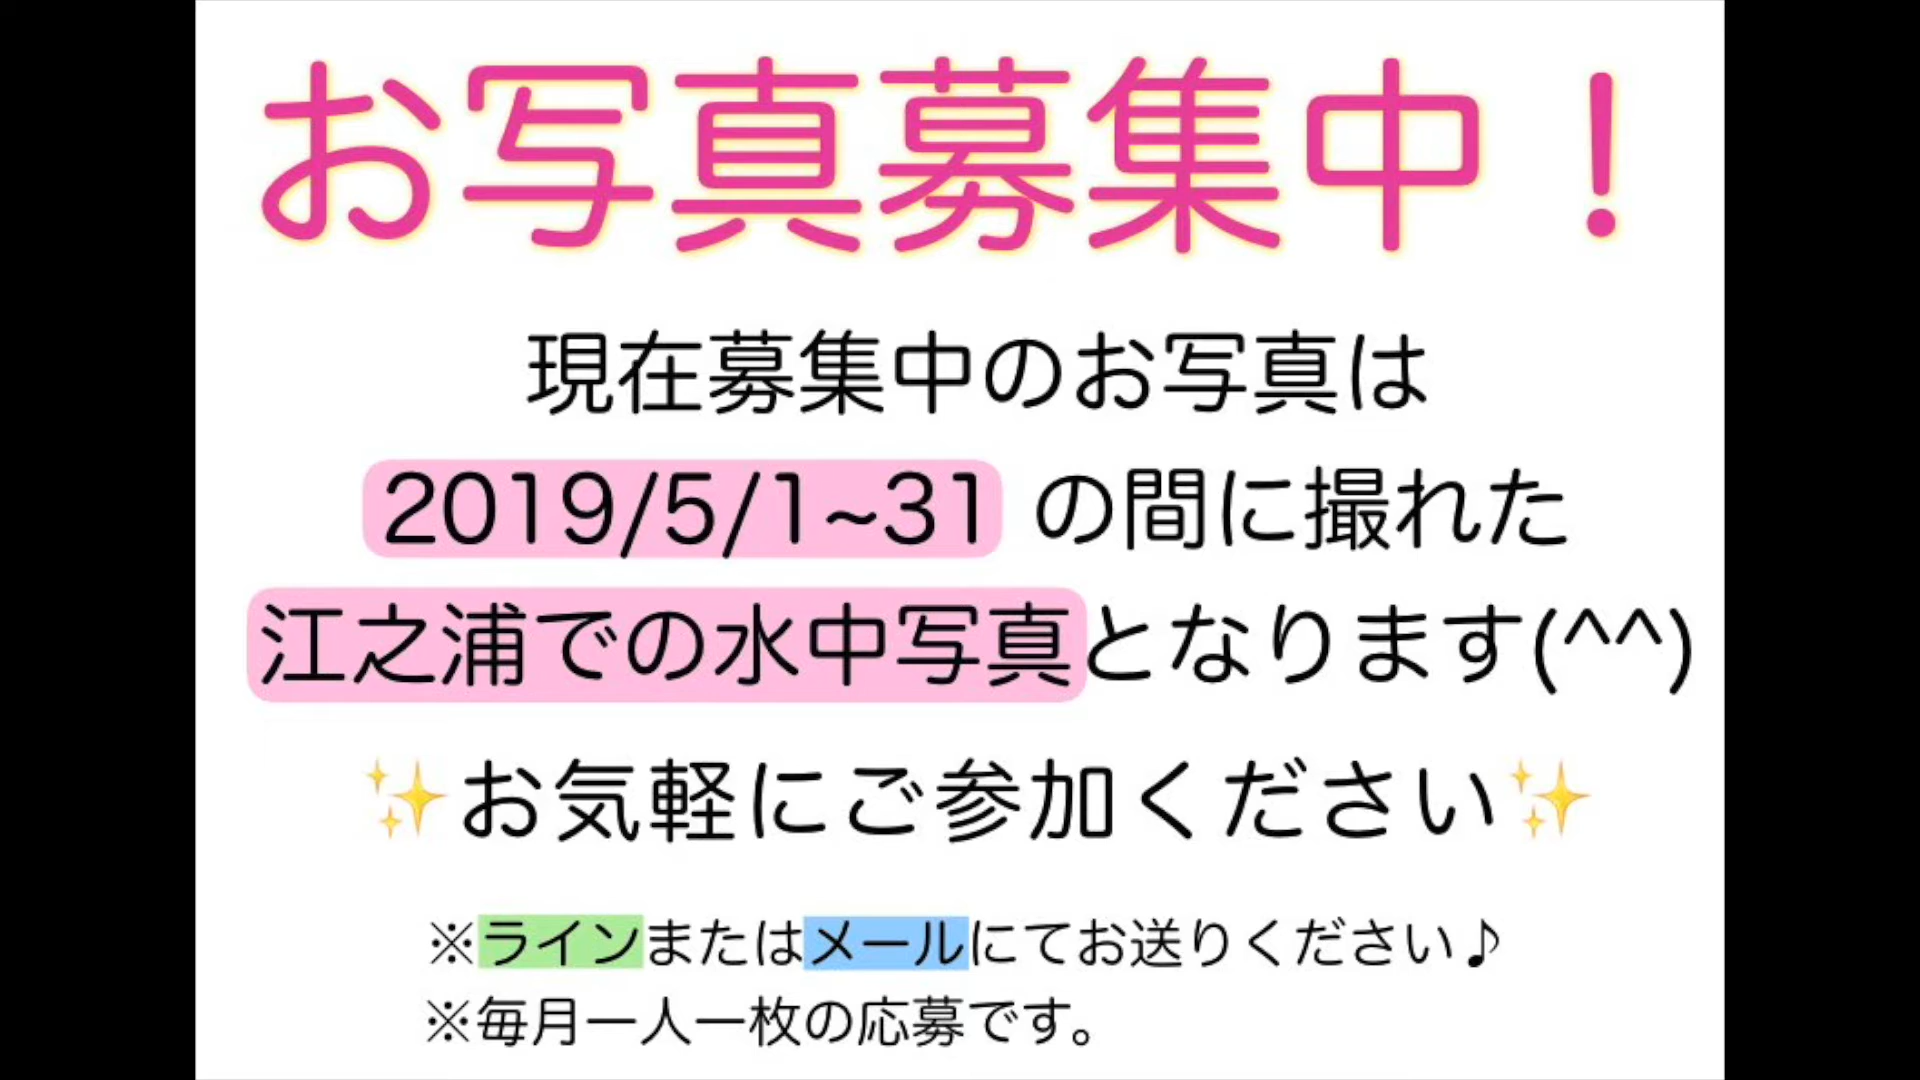 お写真募集中！
現在募集中のお写真は
2019/5/1~31 の間に撮れた
江之浦での水中写真となります(^^)
✨お気軽にご参加ください✨
※ラインまたはメールにてお送りください♪
※毎月一人一枚の応募です。